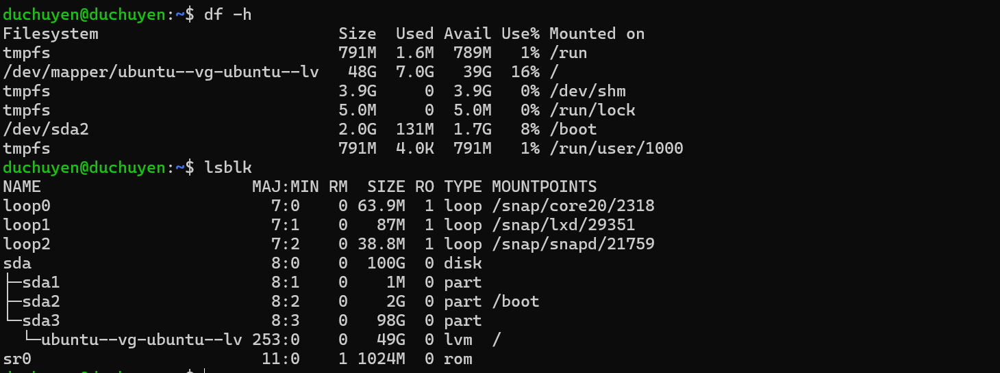 duchuyen@duchuyen:~$ df -h
Filesystem                         Size  Used Avail Use% Mounted on
tmpfs                              791M  1.6M  789M   1% /run
/dev/mapper/ubuntu--vg-ubuntu--lv   48G  7.0G   39G  16% /
tmpfs                              3.9G     0  3.9G   0% /dev/shm
tmpfs                              5.0M     0  5.0M   0% /run/lock
/dev/sda2                          2.0G  131M  1.7G   8% /boot
tmpfs                              791M  4.0K  791M   1% /run/user/1000
duchuyen@duchuyen:~$ lsblk
NAME                      MAJ:MIN RM  SIZE RO TYPE MOUNTPOINTS
loop0                       7:0    0 63.9M  1 loop /snap/core20/2318
loop1                       7:1    0   87M  1 loop /snap/lxd/29351
loop2                       7:2    0 38.8M  1 loop /snap/snapd/21759
sda                         8:0    0  100G  0 disk
├─sda1                      8:1    0    1M  0 part
├─sda2                      8:2    0    2G  0 part /boot
└─sda3                      8:3    0   98G  0 part
  └─ubuntu--vg-ubuntu--lv 253:0    0   49G  0 lvm  /
sr0                        11:0    1 1024M  0 rom